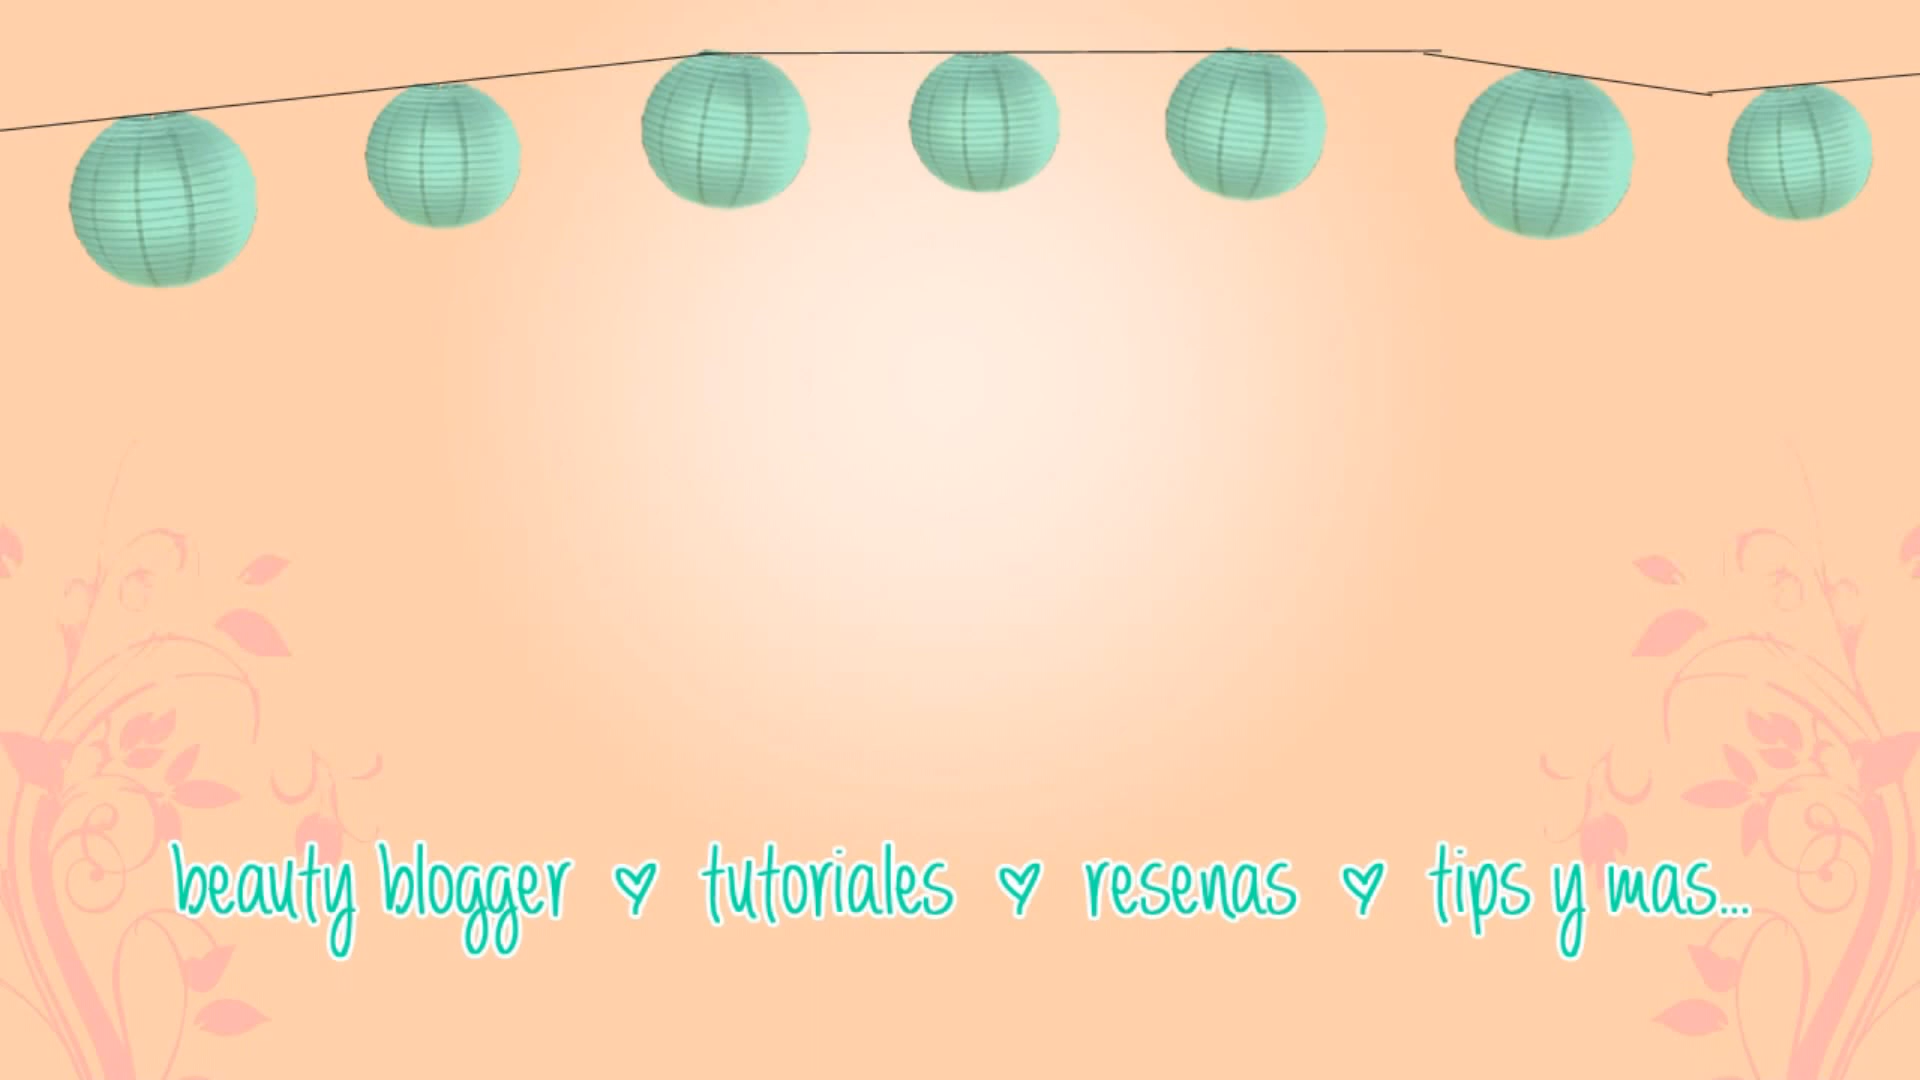 beauty blogger ♡ tutoriales ♡ resenas ♡ tips y mas...